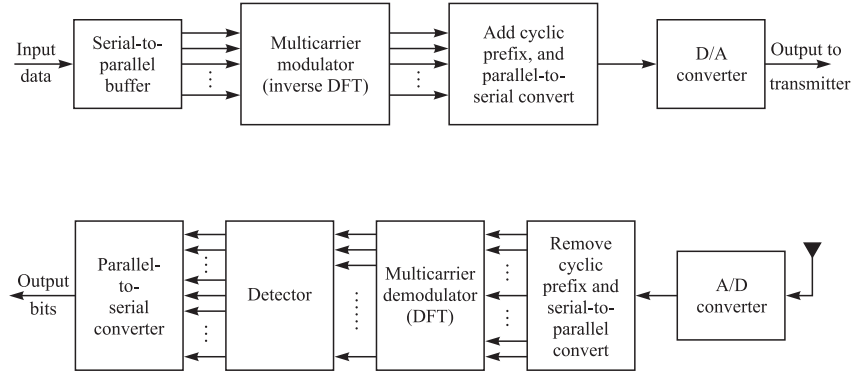 Input
data
Serial-to-
parallel
buffer
Multicarrier
modulator
(inverse DFT)
Add cyclic
prefix, and
parallel-to-
serial convert
D/A
converter
Output to
transmitter
Output
bits
Parallel-
to-
serial
converter
Detector
Multicarrier
demodulator
(DFT)
Remove
cyclic
prefix and
serial-to-
parallel
convert
A/D
converter